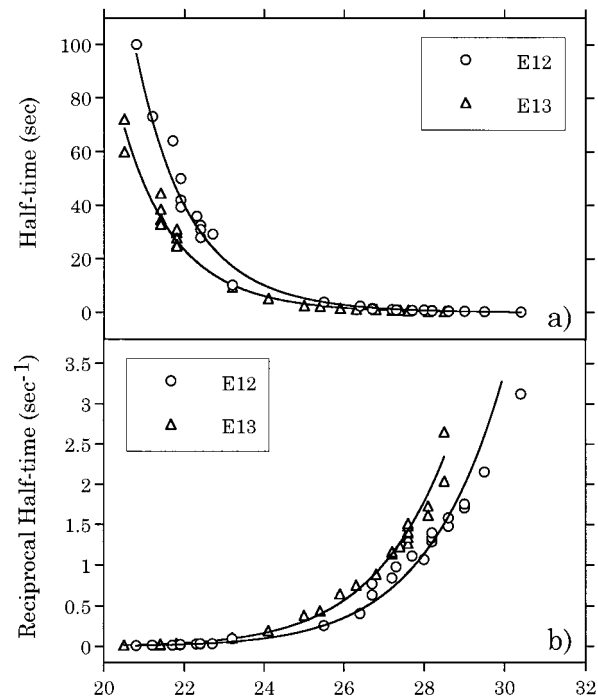 100
80
60
40
20
0
Half-time (sec)
E12
E13
a)
3.5
3
2.5
2
1.5
1
0.5
0
Reciprocal Half-time (sec-1)
E12
E13
b)
20 22 24 26 28 30 32